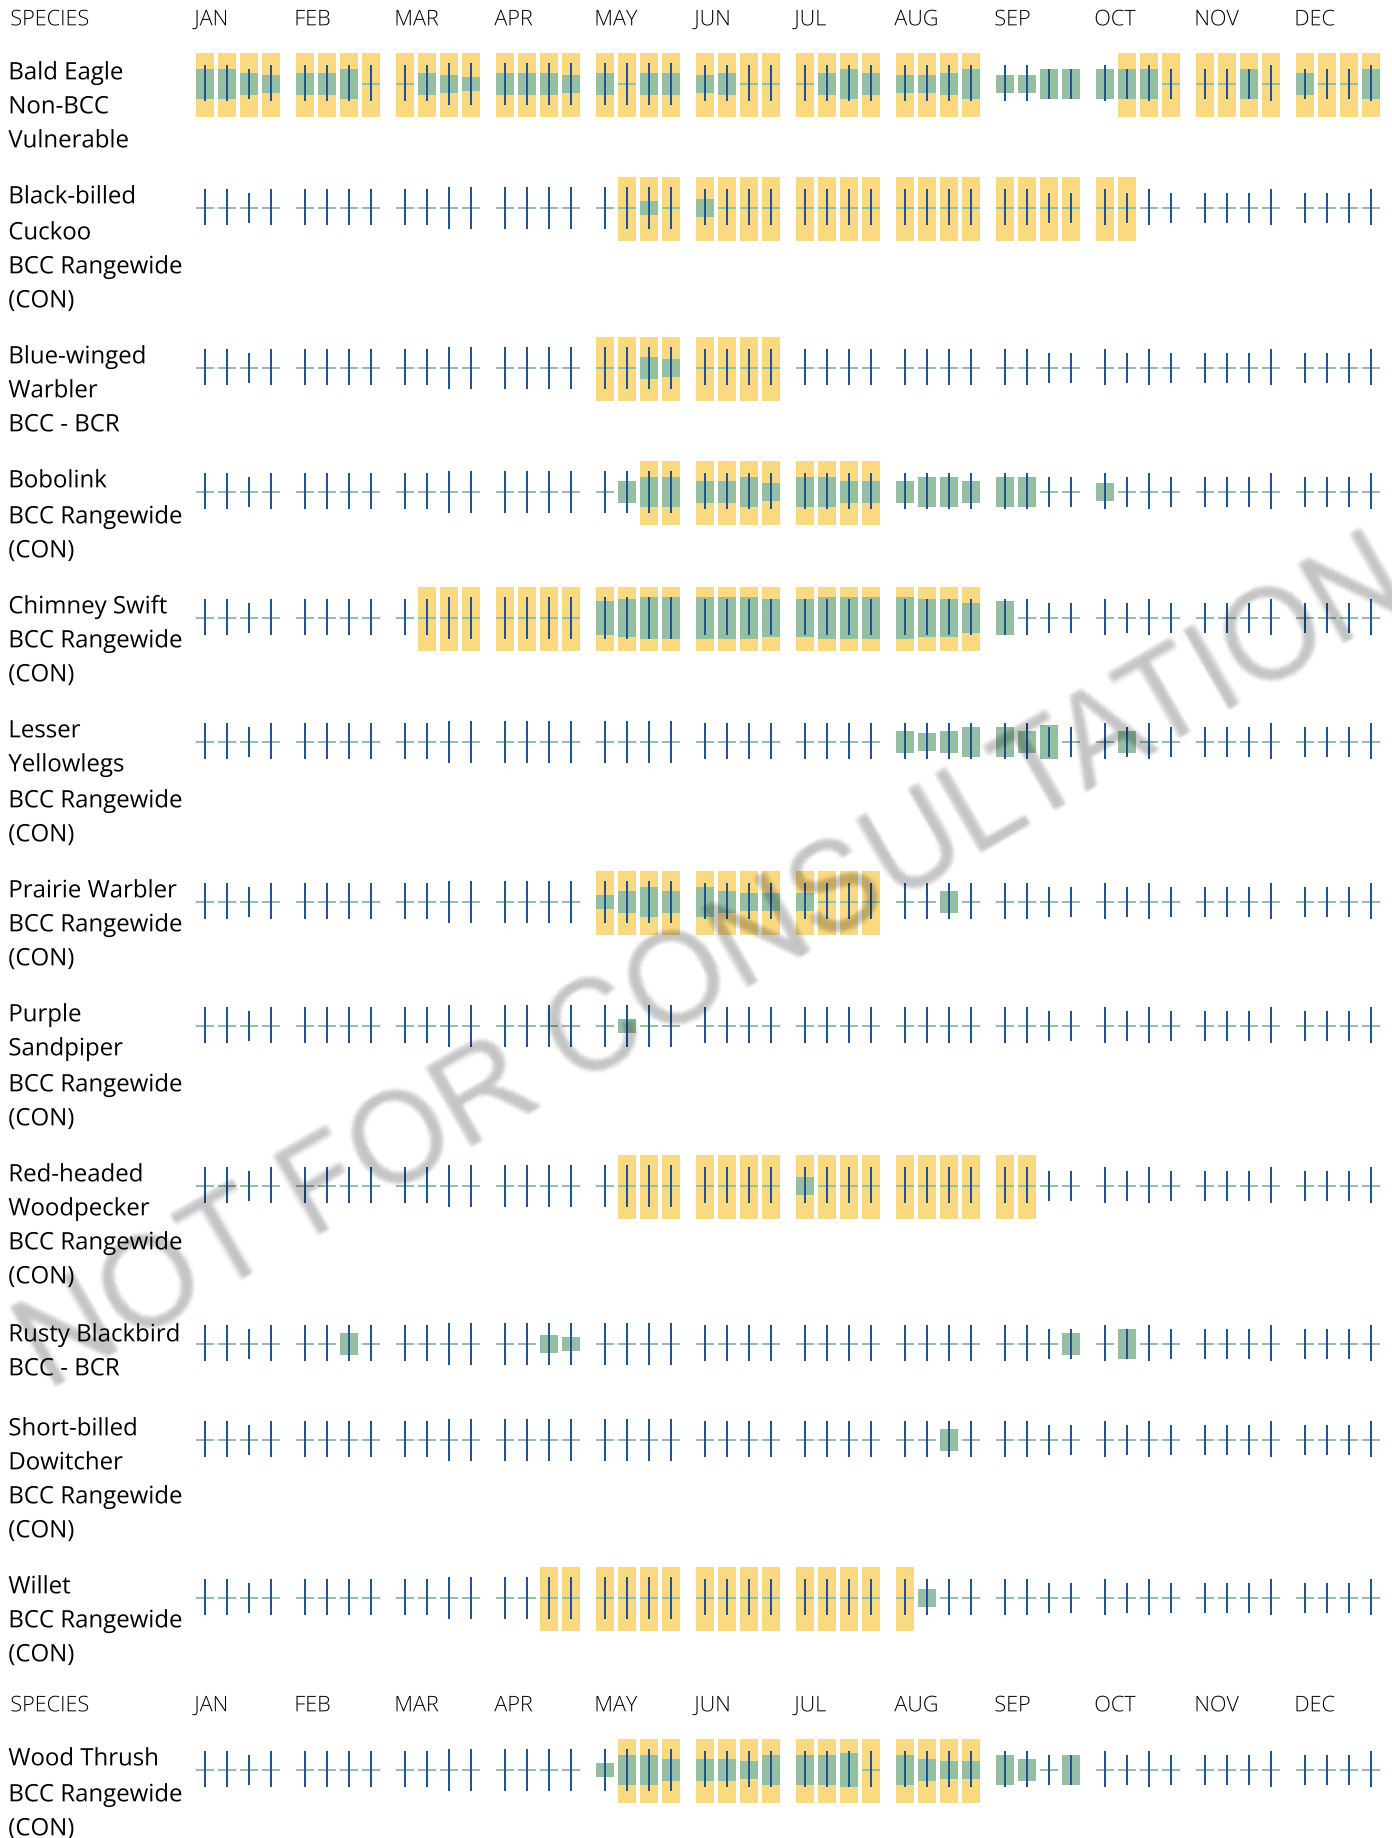 SPECIES JAN FEB MAR APR MAY JUN JUL AUG SEP OCT NOV DEC
Bald Eagle
Non-BCC
Vulnerable
Black-billed
Cuckoo
BCC Rangewide
(CON)
Blue-winged
Warbler
BCC - BCR
Bobolink
BCC Rangewide
(CON)
Chimney Swift
BCC Rangewide
(CON)
Lesser
Yellowlegs
BCC Rangewide
(CON)
Prairie Warbler
BCC Rangewide
(CON)
Purple
Sandpiper
BCC Rangewide
(CON)
Red-headed
Woodpecker
BCC Rangewide
(CON)
Rusty Blackbird
BCC - BCR
Short-billed
Dowitcher
BCC Rangewide
(CON)
Willet
BCC Rangewide
(CON)
SPECIES JAN FEB MAR APR MAY JUN JUL AUG SEP OCT NOV DEC
Wood Thrush
BCC Rangewide
(CON)
NOT FOR CONSULTATION